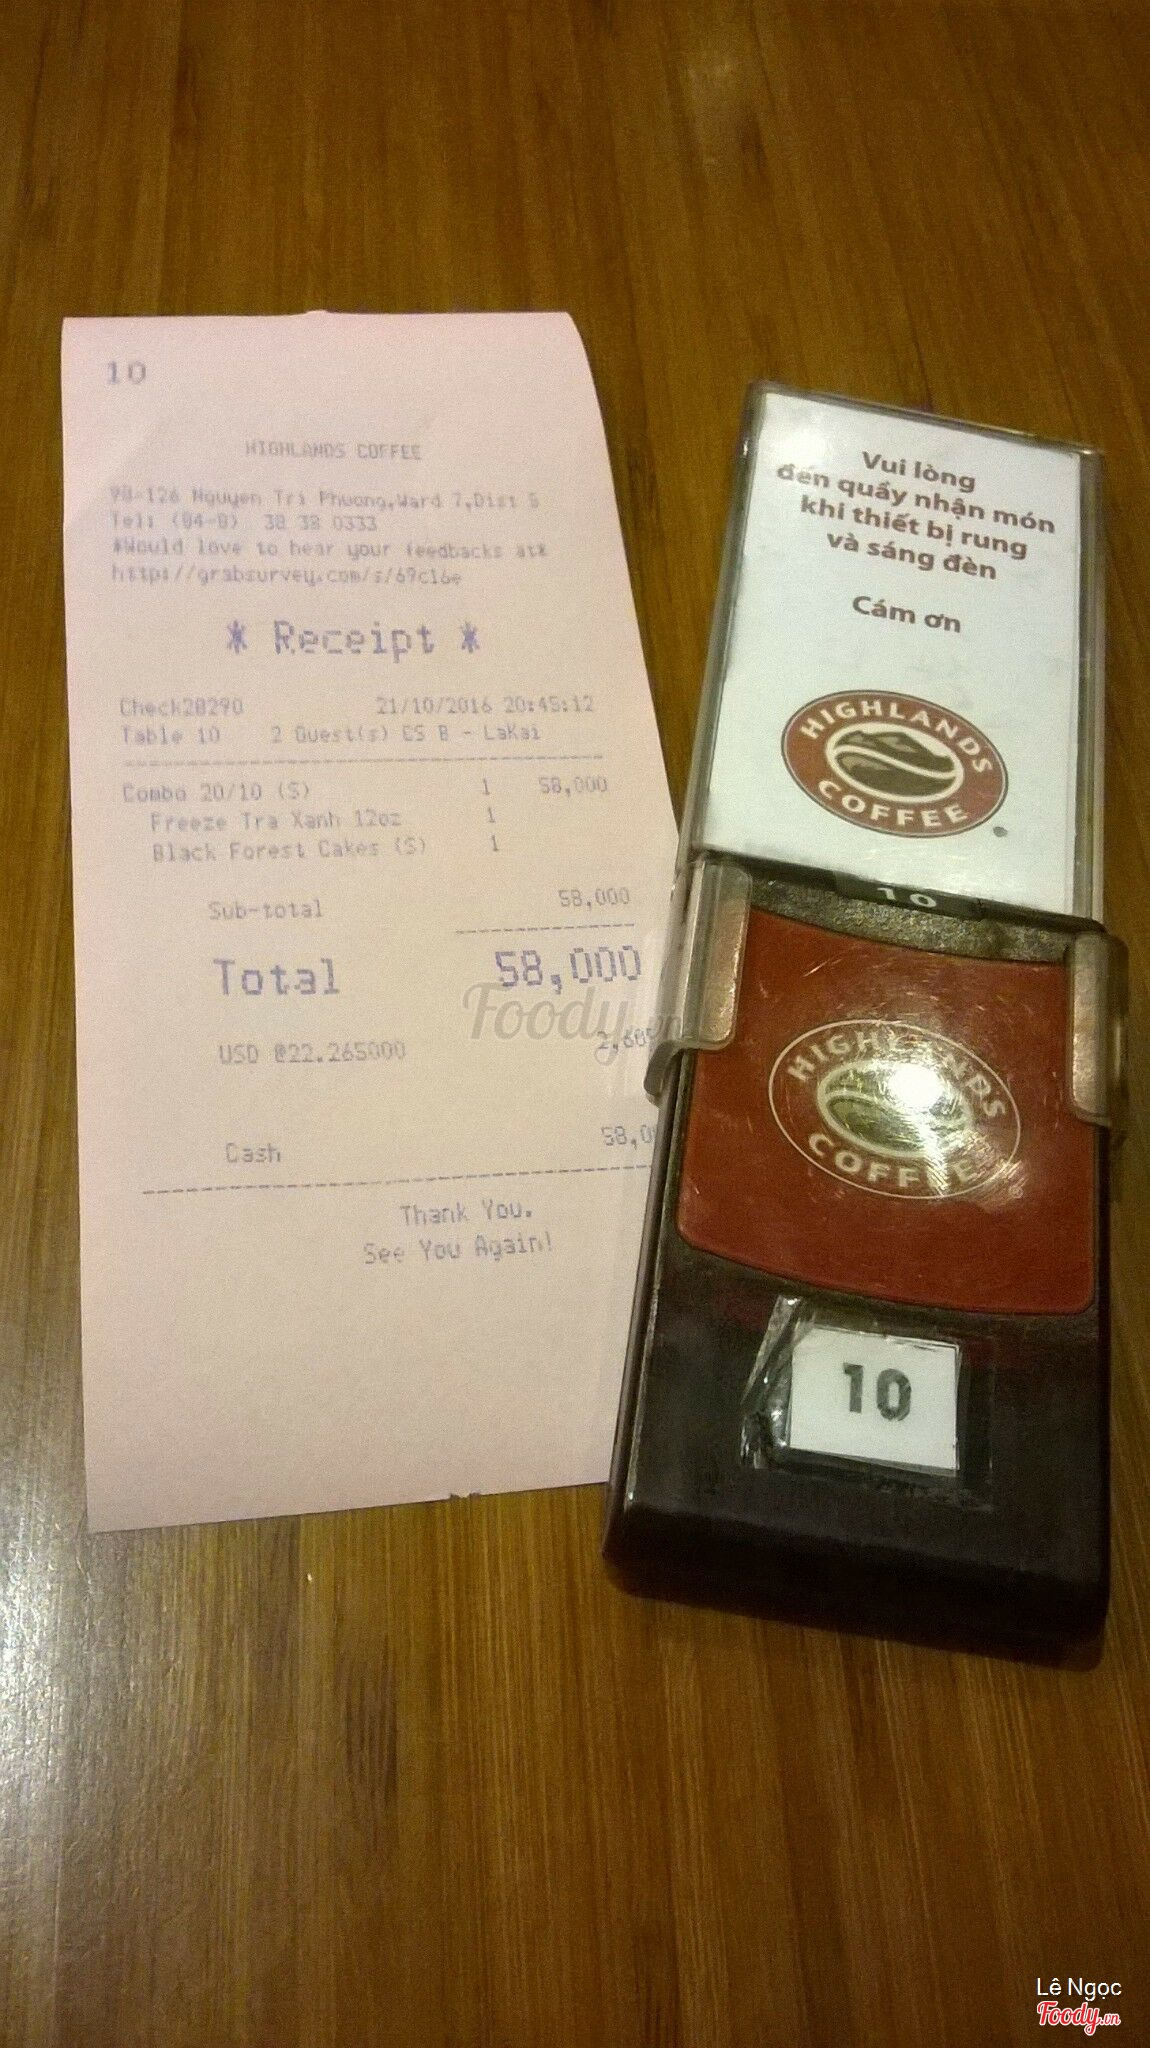 10
HIGHLANDS COFFEE
98-126 Nguyen Tri Phuong,Ward 7,Dist 5
Tel: (84-8) 38 38 0333
*Would love to hear your feedbacks at*
http://grabsurvey.com/s/69c16e
* Receipt *
Check20290 21/10/2016 20:45:12
Table 10 2 Guest(s) CS B - LaKai
Combo 20/10 (S) 1 58,000
Freeze Tra Xanh 12oz 1
Black Forest Cakes (S) 1
Sub-total 58,000
Total 58,000
USD @22.265000 2,605
Cash 58,0
Thank You.
See You Again!
Vui lòng
đến quầy nhận món
khi thiết bị rung
và sáng đèn
Cám ơn
HIGHLANDS
COFFEE
10
HIGHLANDS
COFFEE
10
Foody.vn
Lê Ngọc
Foody.vn